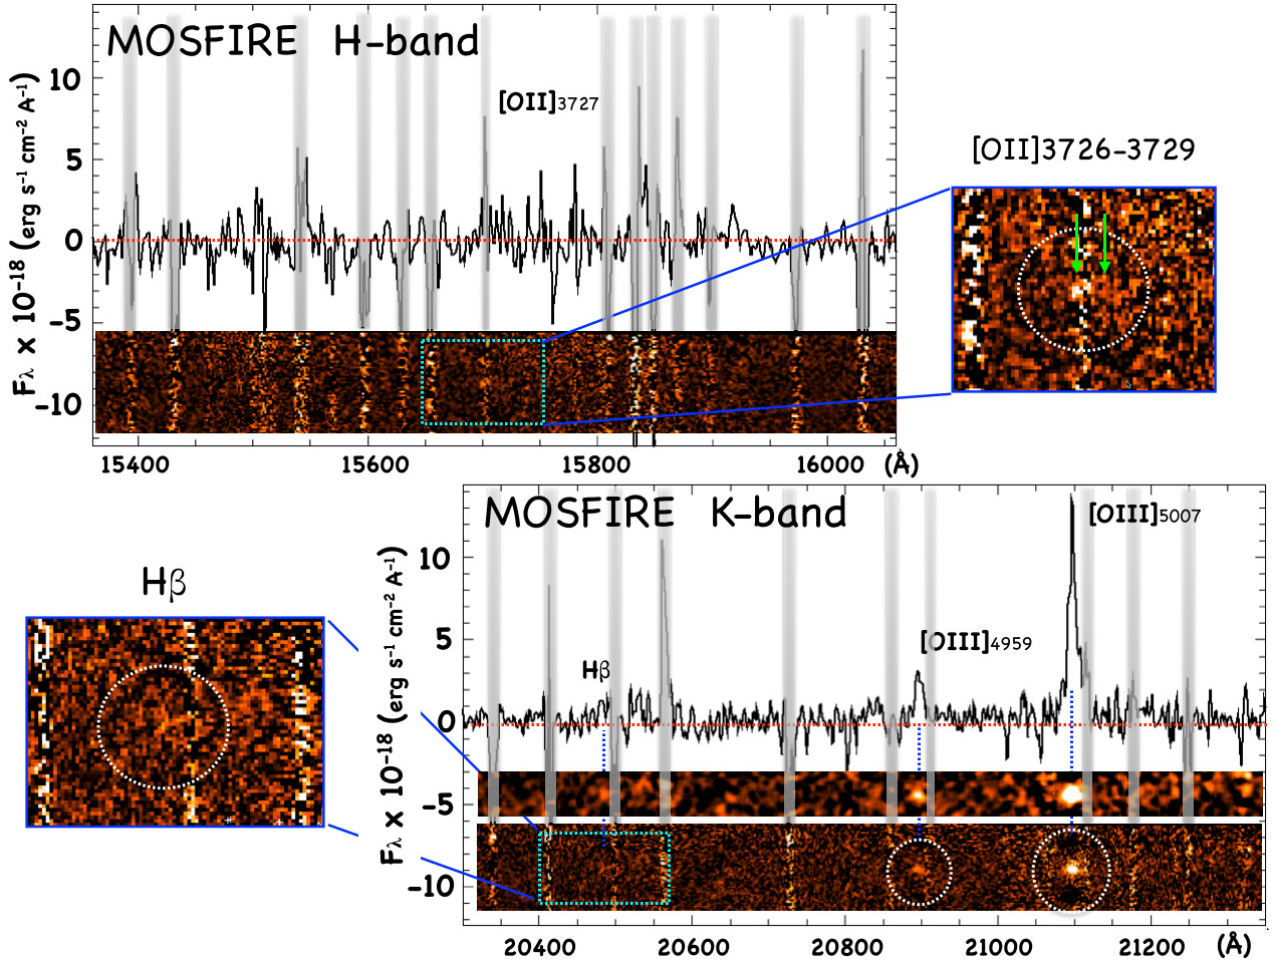 MOSFIRE H-band
[OII]3727
10
5
0
-5
-10
Fλ x 10⁻¹⁸ (erg s⁻¹ cm⁻² A⁻¹)
15400 15600 15800 16000 (Å)
[OII]3726-3729
MOSFIRE K-band
[OIII]5007
[OIII]4959
Hβ
Hβ
10
5
0
-5
-10
Fλ x 10⁻¹⁸ (erg s⁻¹ cm⁻² A⁻¹)
20400 20600 20800 21000 21200 (Å)